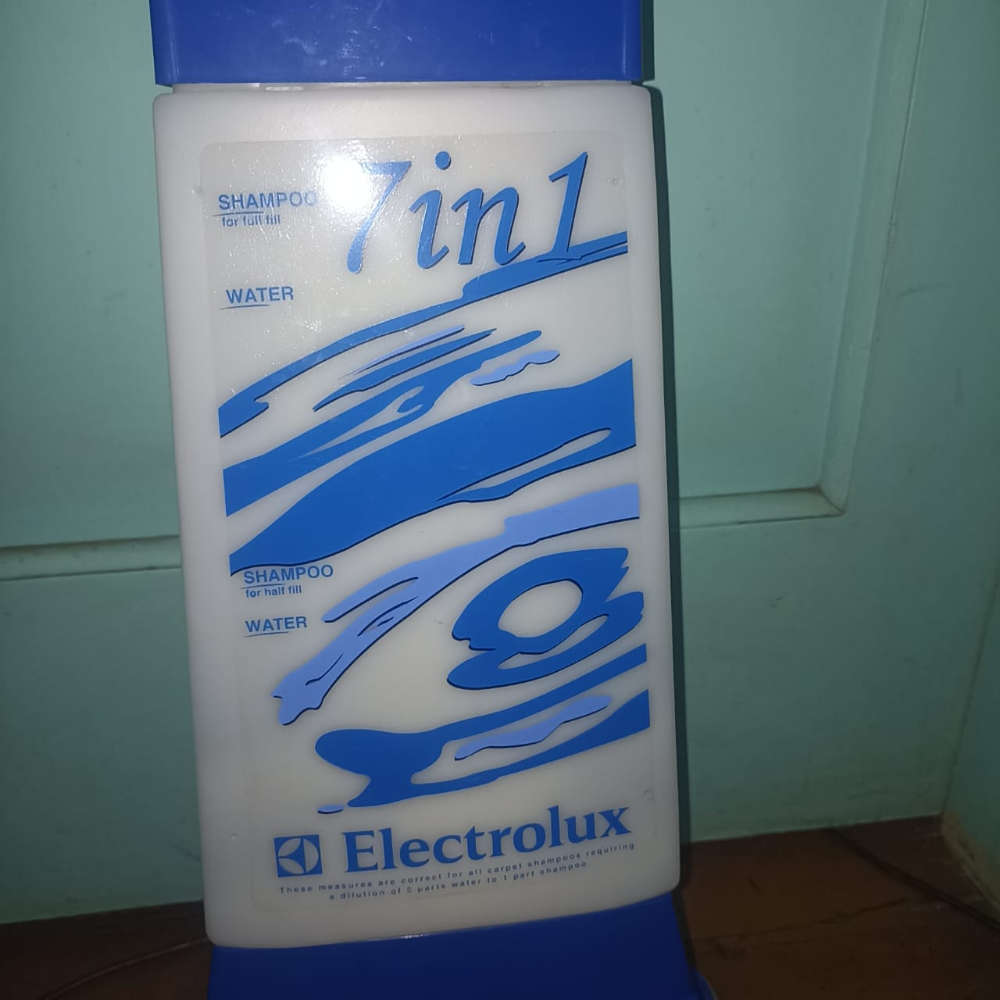 7in1
SHAMPOO
for full fill
WATER
SHAMPOO
for half fill
WATER
Electrolux
These measures are correct for all carpet shampoos requiring
a dilution of 5 parts water to 1 part shampoo